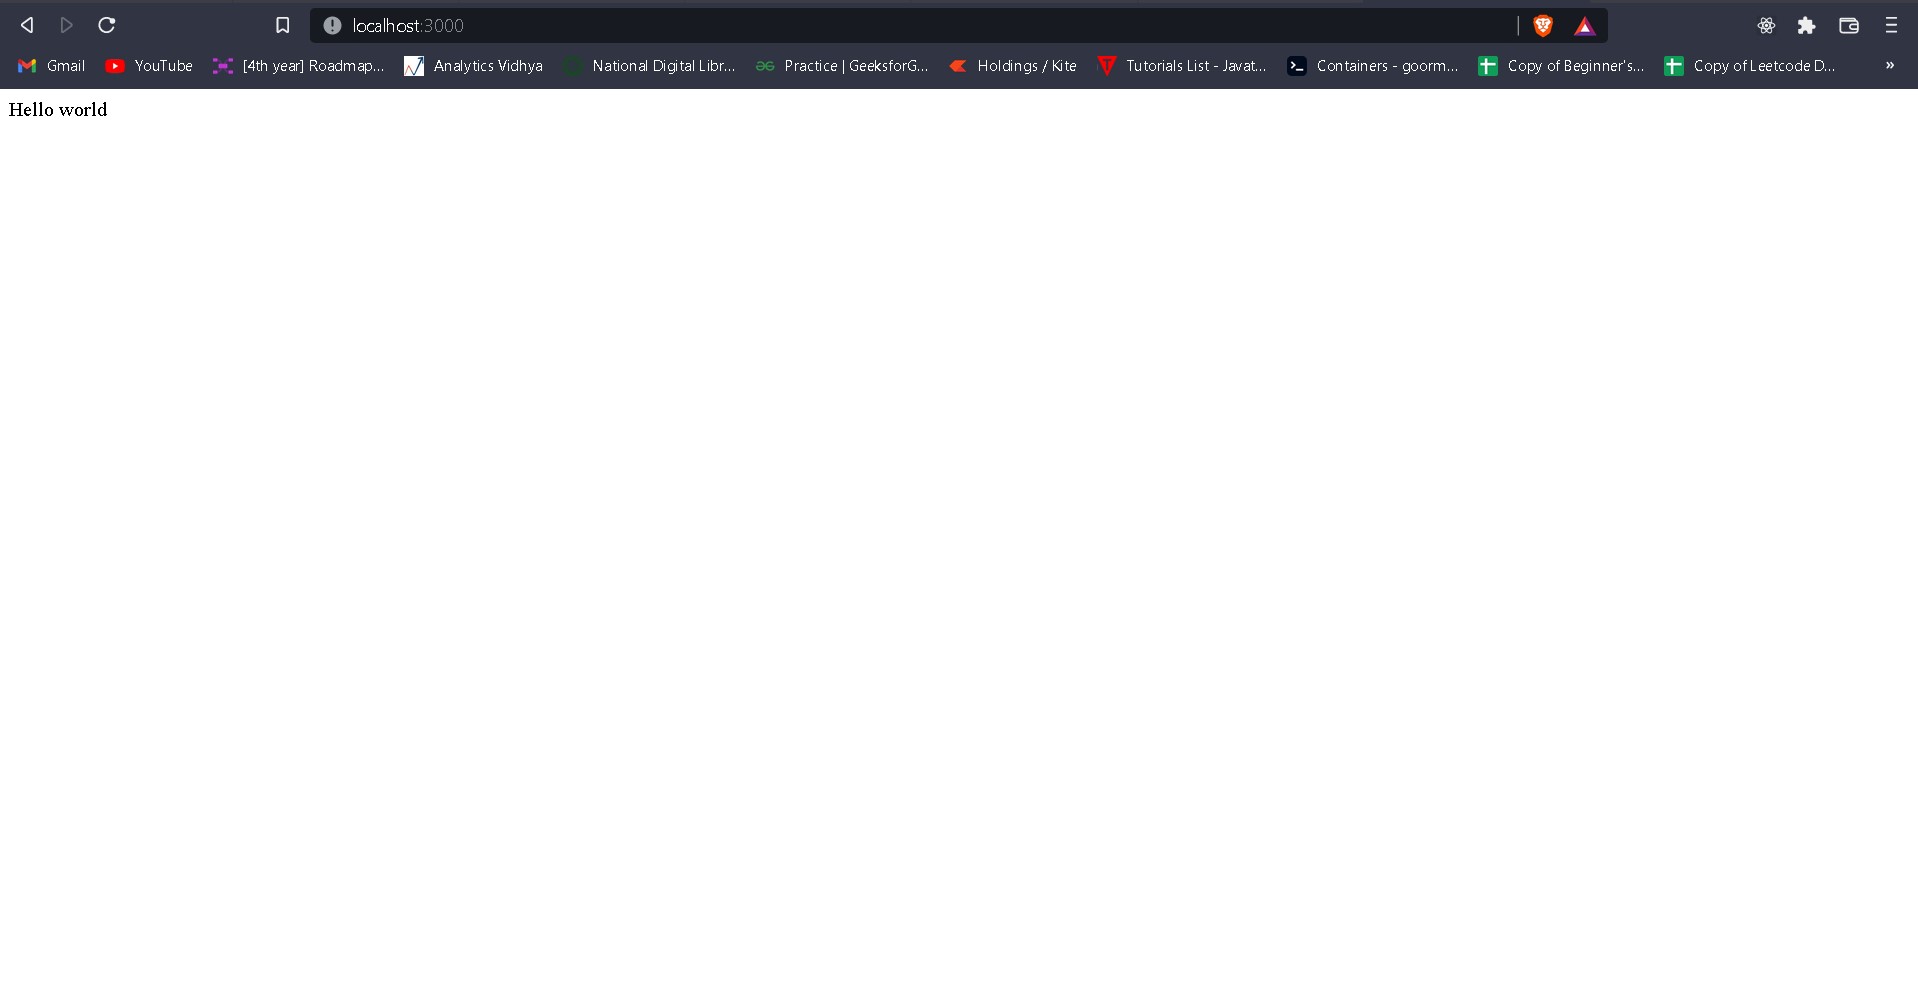 localhost:3000
Gmail YouTube [4th year] Roadmap... Analytics Vidhya National Digital Libr... Practice | GeeksforG... Holdings / Kite Tutorials List - Javat... Containers - goorm... Copy of Beginner's... Copy of Leetcode D... »
Hello world